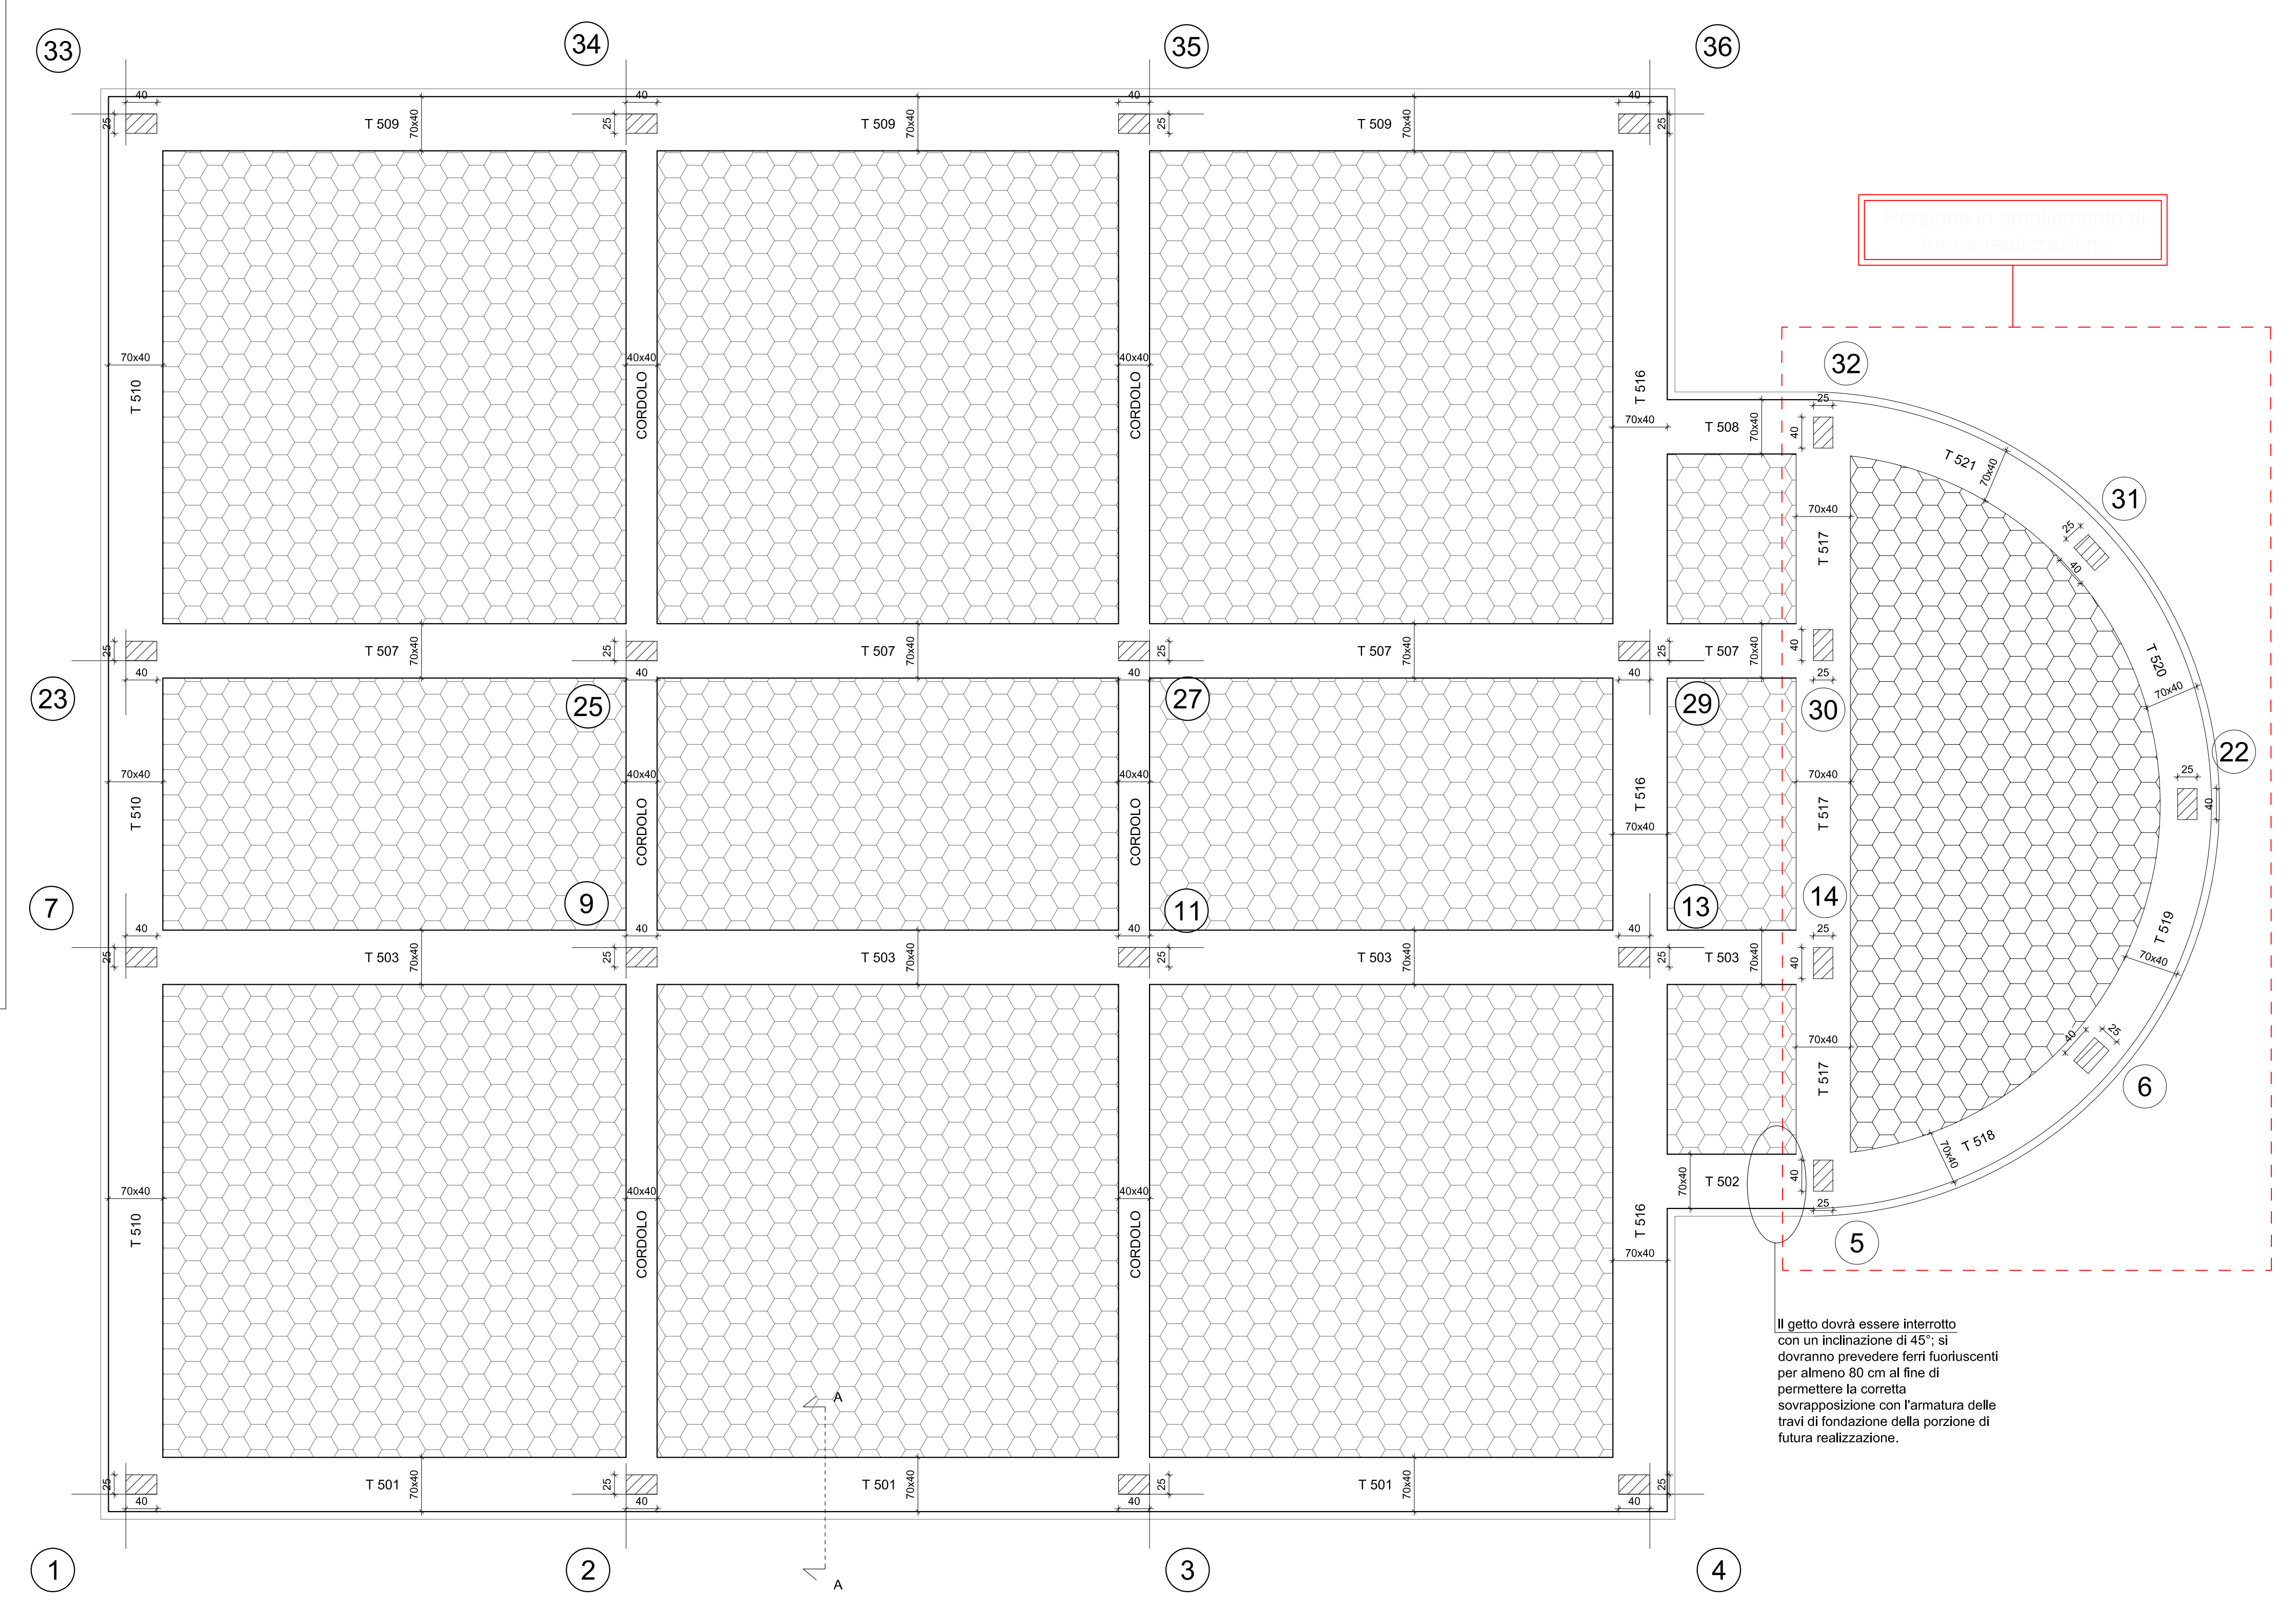 33
34
35
36
40
40
40
40
25
T 509
70x40
25
T 509
70x40
25
T 509
70x40
25
Porzione in ampliamento di
futura realizzazione
32
70x40
T 510
40x40
CORDOLO
40x40
CORDOLO
T 516
70x40
T 508
70x40
25
40
T 521
70x40
31
25
40
70x40
T 517
25
T 507
70x40
25
T 507
70x40
25
T 507
70x40
25
T 507
70x40
40
40
40
40
40
25
T 520
70x40
23
25
27
29
30
22
70x40
T 510
40x40
CORDOLO
40x40
CORDOLO
T 516
70x40
70x40
T 517
25
40
7
9
11
13
14
40
40
40
40
25
25
T 503
70x40
25
T 503
70x40
25
T 503
70x40
25
T 503
70x40
40
T 519
70x40
40
25
6
70x40
T 517
70x40
T 510
40x40
CORDOLO
40x40
CORDOLO
T 516
70x40
70x40
T 502
40
25
70x40
T 518
5
Il getto dovrà essere interrotto
con un inclinazione di 45°; si
dovranno prevedere ferri fuoriuscenti
per almeno 80 cm al fine di
permettere la corretta
sovrapposizione con l'armatura delle
travi di fondazione della porzione di
futura realizzazione.
A
25
T 501
70x40
25
T 501
70x40
25
T 501
70x40
25
40
40
40
40
A
1
2
3
4